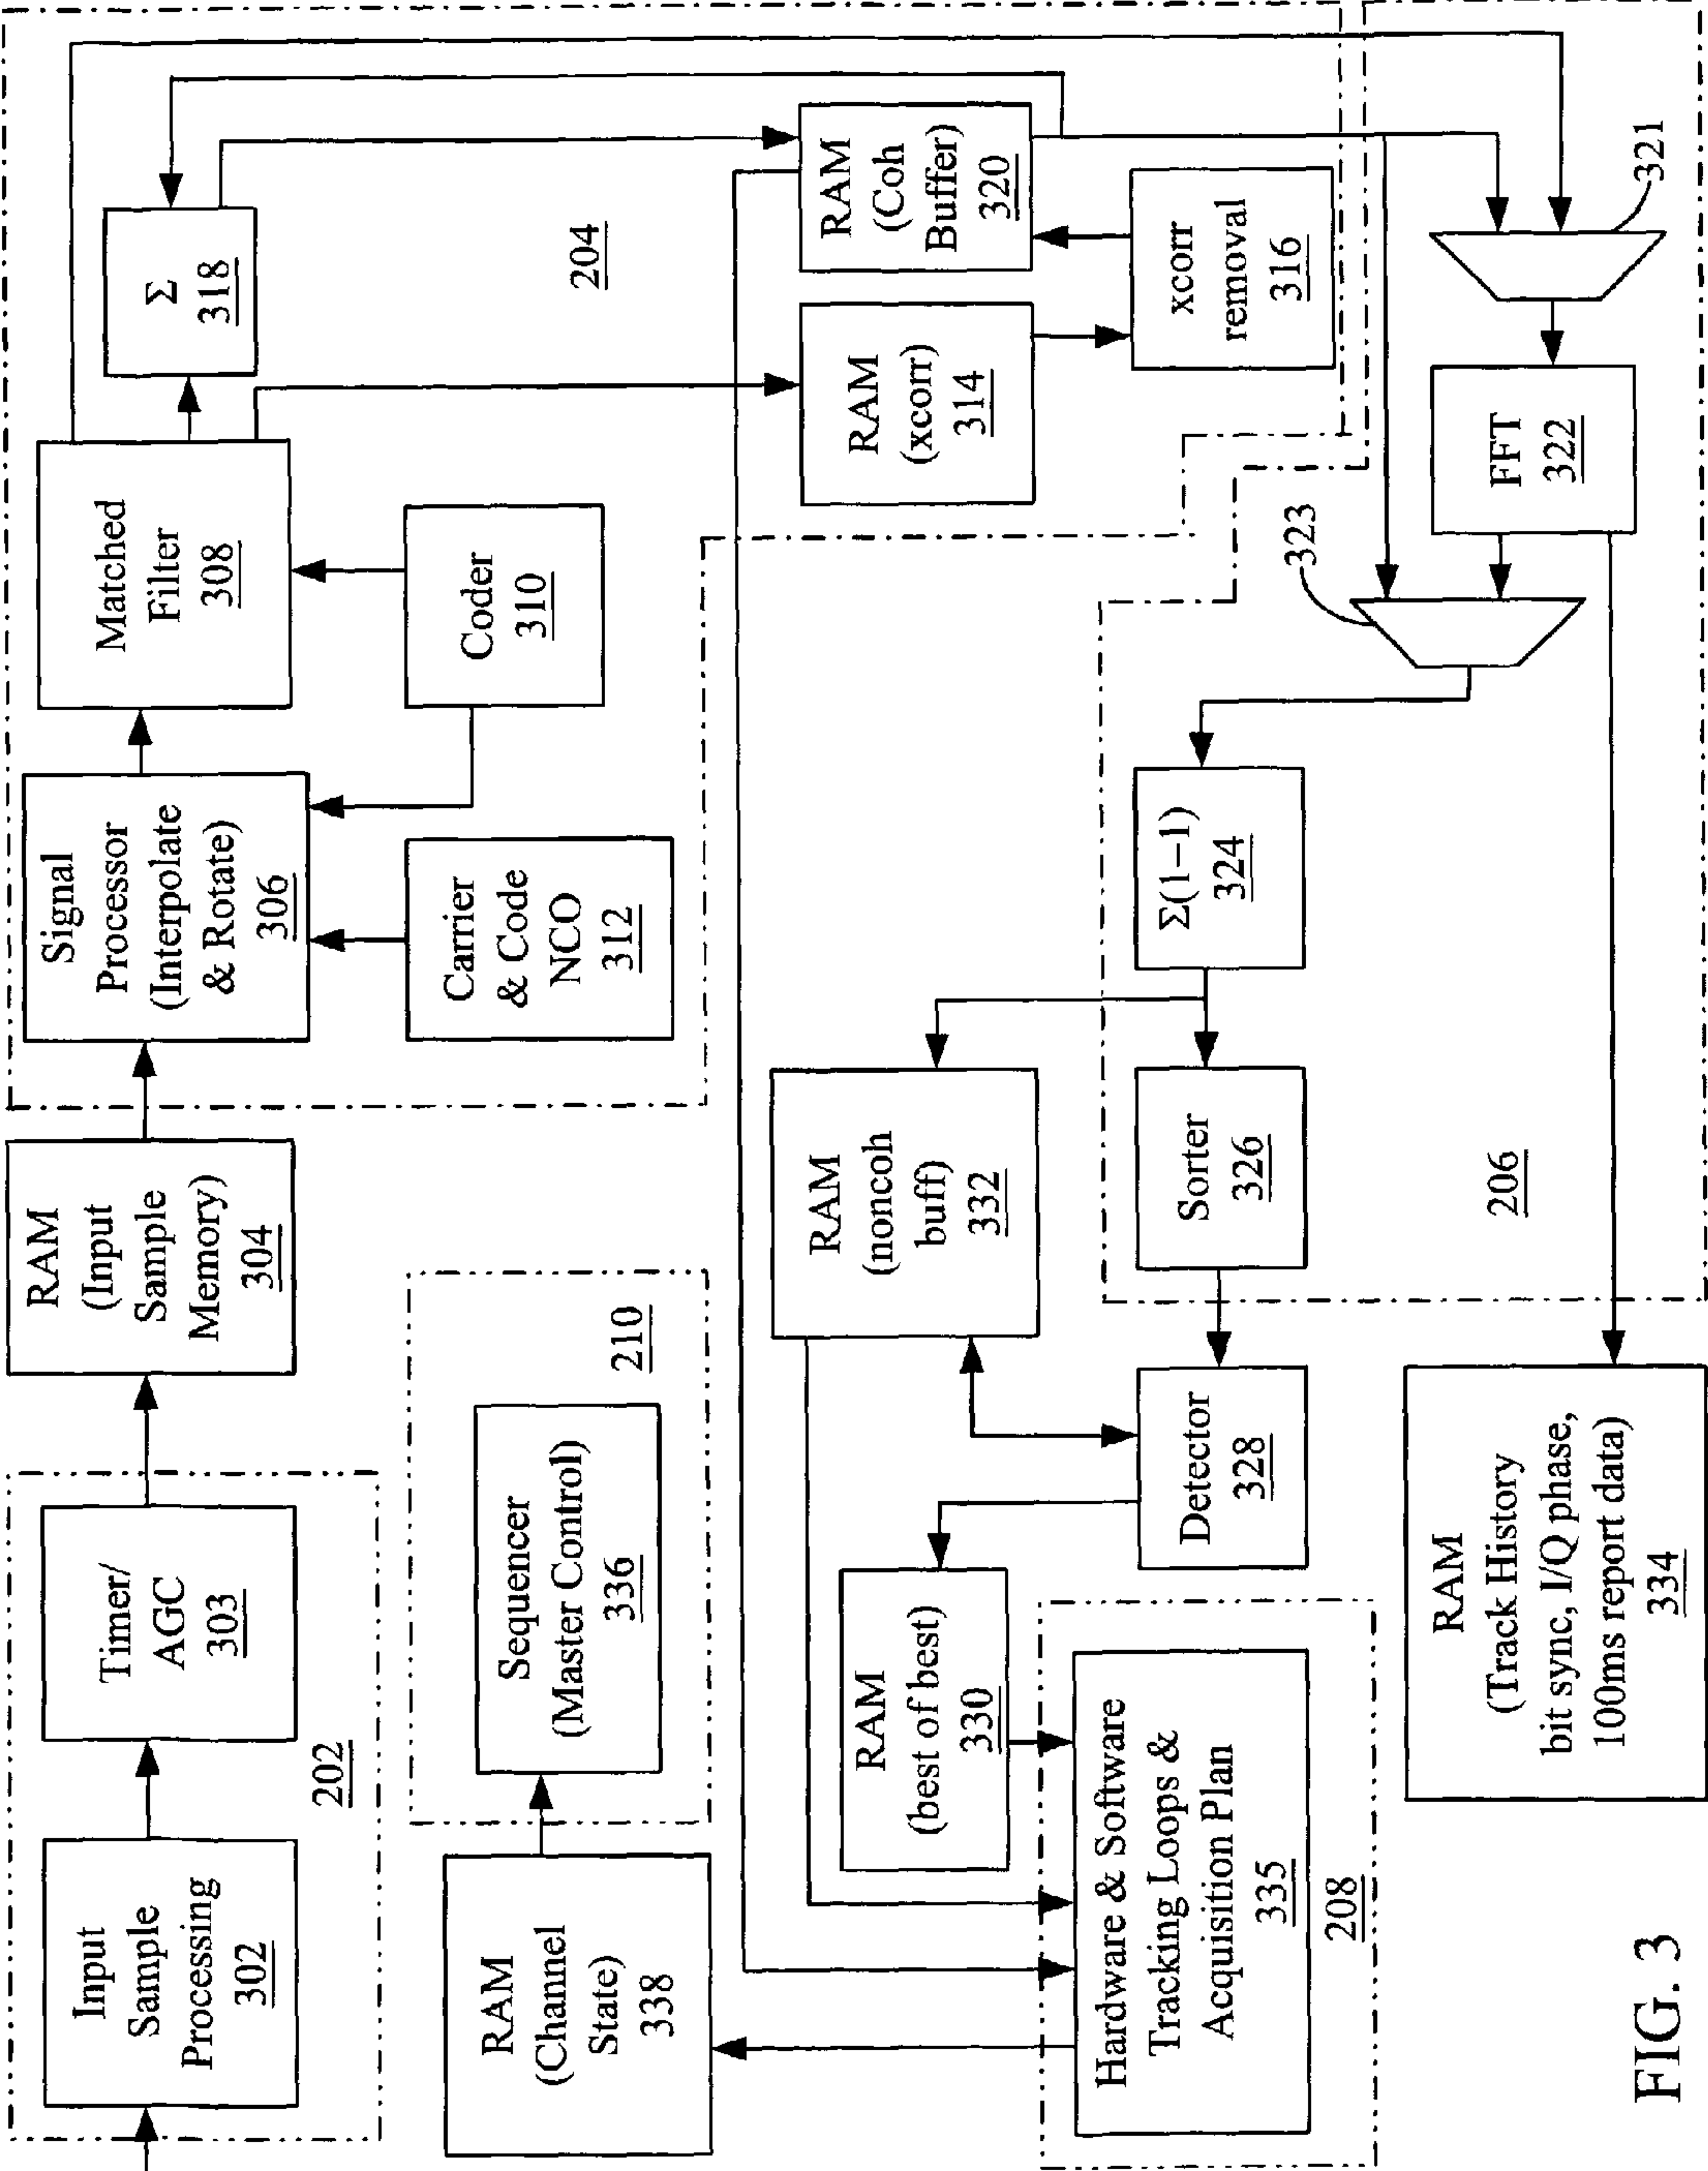 Input
Sample
Processing
302
Timer/
AGC
303
202
RAM
(Input
Sample
Memory)
304
Signal
Processor
(Interpolate
& Rotate)
306
Matched
Filter
308
Σ
318
Carrier
& Code
NCO
312
Coder
310
204
RAM
(Channel
State)
338
Sequencer
(Master Control)
336
210
RAM
(xcorr)
314
RAM
(Coh
Buffer)
320
xcorr
removal
316
RAM
(best of best)
330
RAM
(noncoh
buff)
332
Hardware & Software
Tracking Loops &
Acquisition Plan
335
208
Detector
328
Sorter
326
Σ(1−1)
324
323
206
RAM
(Track History
bit sync, I/Q phase,
100ms report data)
334
FFT
322
321
FIG. 3